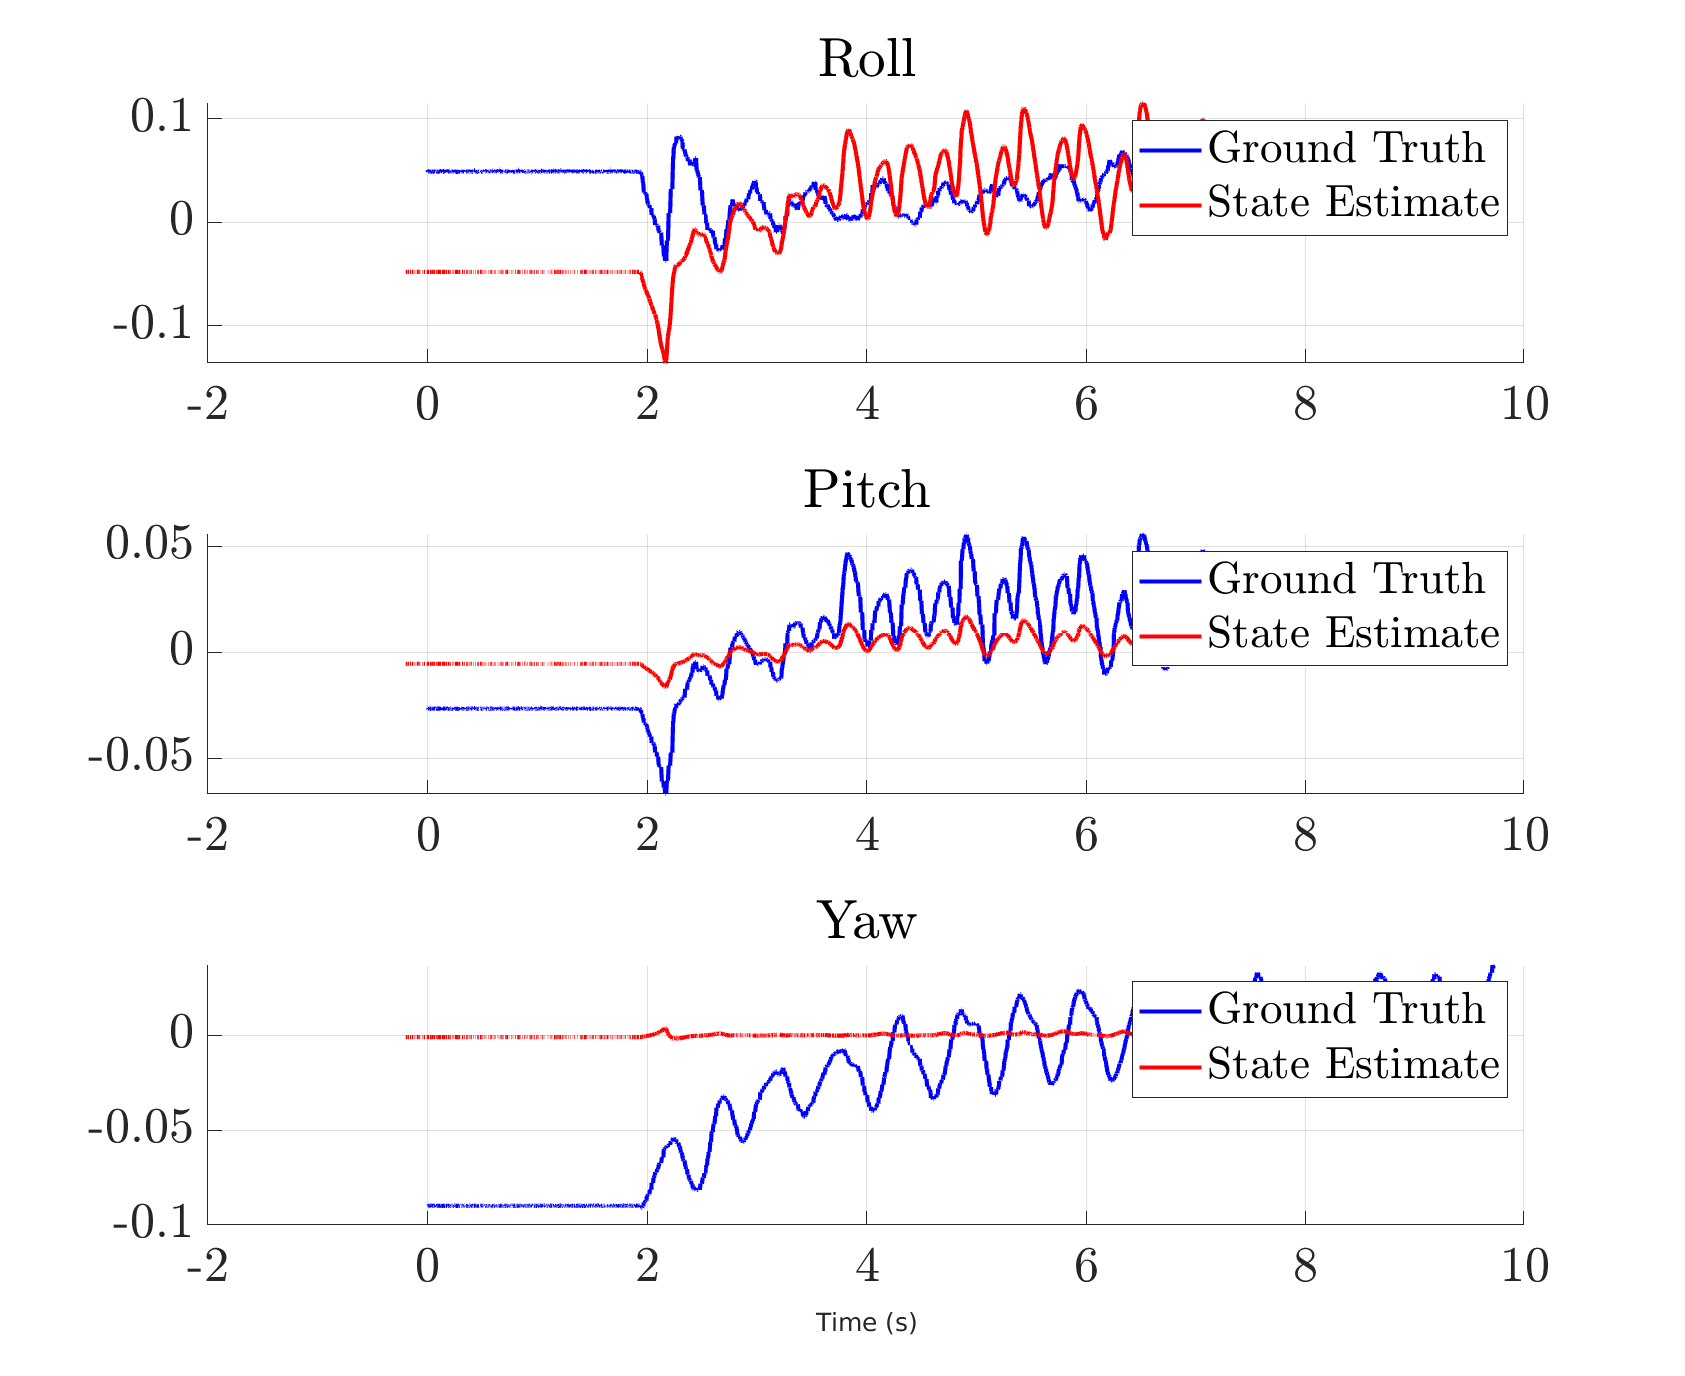 Roll
0.1
0
-0.1
Ground Truth
State Estimate
-2 0 2 4 6 8 10
Pitch
0.05
0
-0.05
Ground Truth
State Estimate
-2 0 2 4 6 8 10
Yaw
0
-0.05
-0.1
Ground Truth
State Estimate
-2 0 2 4 6 8 10
Time (s)